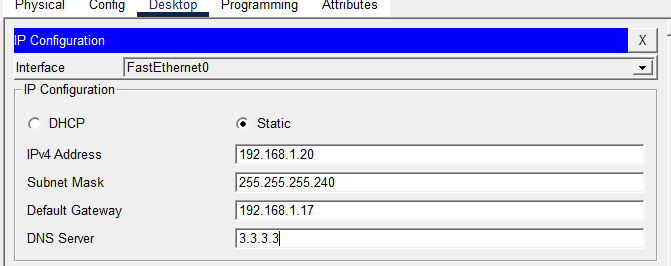 Physical Config Desktop Programming Attributes
IP Configuration X
Interface FastEthernet0
IP Configuration
DHCP Static
IPv4 Address 192.168.1.20
Subnet Mask 255.255.255.240
Default Gateway 192.168.1.17
DNS Server 3.3.3.3